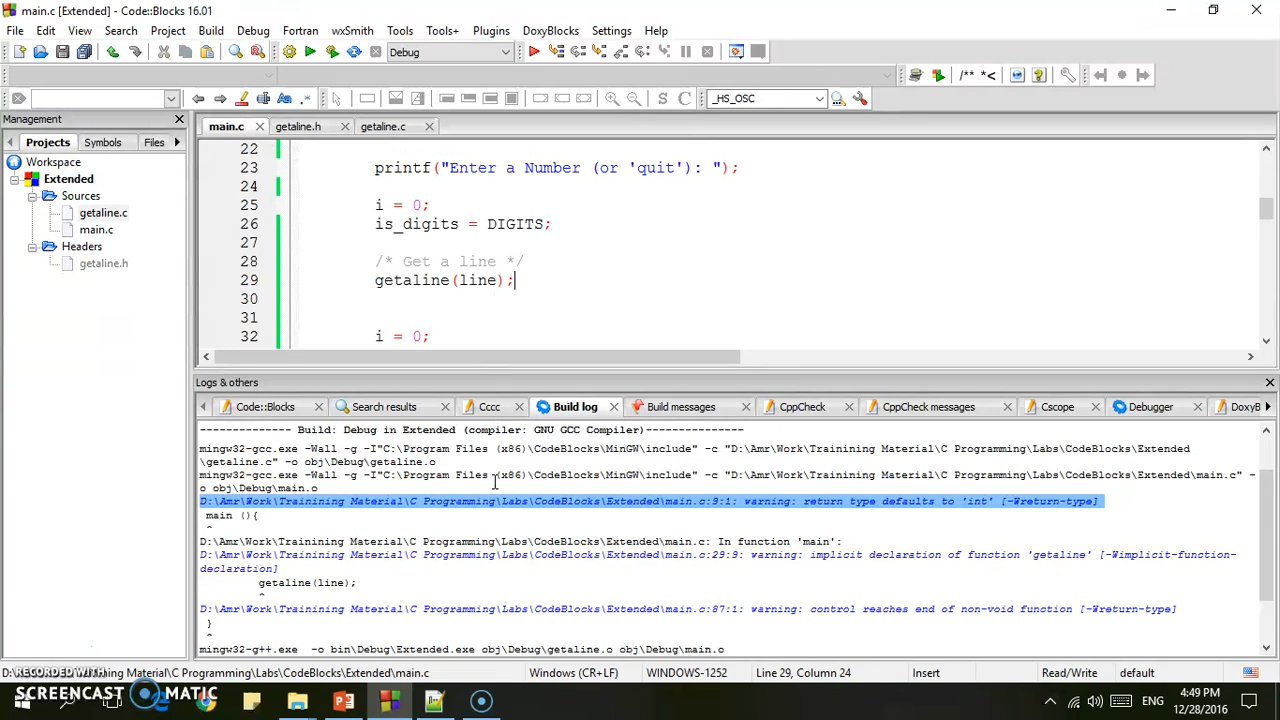 main.c [Extended] - Code::Blocks 16.01
File Edit View Search Project Build Debug Fortran wxSmith Tools Tools+ Plugins DoxyBlocks Settings Help
Debug
/** *<
Aa .* S C _HS_OSC
Management
Projects Symbols Files
Workspace
Extended
Sources
getaline.c
main.c
Headers
getaline.h
main.c getaline.h getaline.c
22
23 printf("Enter a Number (or 'quit'): ");
24
25 i = 0;
26 is_digits = DIGITS;
27
28 /* Get a line */
29 getaline(line);
30
31
32 i = 0;
Logs & others
Code::Blocks Search results Cccc Build log Build messages CppCheck CppCheck messages Cscope Debugger DoxyB
-------------- Build: Debug in Extended (compiler: GNU GCC Compiler)---------------
mingw32-gcc.exe -Wall -g -I"C:\Program Files (x86)\CodeBlocks\MinGW\include" -c "D:\Amr\Work\Trainining Material\C Programming\Labs\CodeBlocks\Extended
\getaline.c" -o obj\Debug\getaline.o
mingw32-gcc.exe -Wall -g -I"C:\Program Files (x86)\CodeBlocks\MinGW\include" -c "D:\Amr\Work\Trainining Material\C Programming\Labs\CodeBlocks\Extended\main.c" -
o obj\Debug\main.o
D:\Amr\Work\Trainining Material\C Programming\Labs\CodeBlocks\Extended\main.c:9:1: warning: return type defaults to 'int' [-Wreturn-type]
main (){
^
D:\Amr\Work\Trainining Material\C Programming\Labs\CodeBlocks\Extended\main.c: In function 'main':
D:\Amr\Work\Trainining Material\C Programming\Labs\CodeBlocks\Extended\main.c:29:9: warning: implicit declaration of function 'getaline' [-Wimplicit-function-
declaration]
getaline(line);
^
D:\Amr\Work\Trainining Material\C Programming\Labs\CodeBlocks\Extended\main.c:87:1: warning: control reaches end of non-void function [-Wreturn-type]
}
^
mingw32-g++.exe -o bin\Debug\Extended.exe obj\Debug\getaline.o obj\Debug\main.o
RECORDED WITH
SCREENCAST MATIC
ining Material\C Programming\Labs\CodeBlocks\Extended\main.c Windows (CR+LF) WINDOWS-1252 Line 29, Column 24 Insert Read/Write default
ENG 4:49 PM
12/28/2016